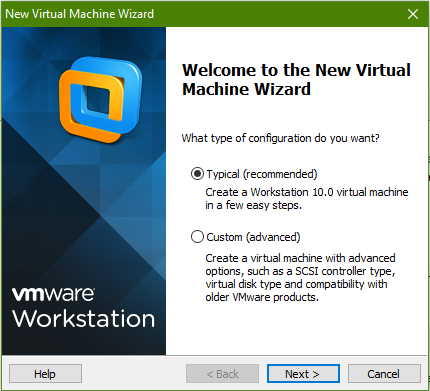 New Virtual Machine Wizard
Welcome to the New Virtual
Machine Wizard
What type of configuration do you want?
Typical (recommended)
Create a Workstation 10.0 virtual machine
in a few easy steps.
Custom (advanced)
Create a virtual machine with advanced
options, such as a SCSI controller type,
virtual disk type and compatibility with
older VMware products.
vmware
Workstation
Help
< Back
Next >
Cancel